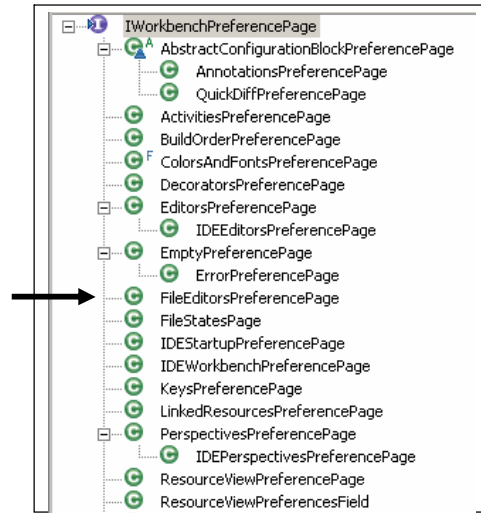 IWorkbenchPreferencePage
AbstractConfigurationBlockPreferencePage
AnnotationsPreferencePage
QuickDiffPreferencePage
ActivitiesPreferencePage
BuildOrderPreferencePage
ColorsAndFontsPreferencePage
DecoratorsPreferencePage
EditorsPreferencePage
IDEEditorsPreferencePage
EmptyPreferencePage
ErrorPreferencePage
FileEditorsPreferencePage
FileStatesPage
IDEStartupPreferencePage
IDEWorkbenchPreferencePage
KeysPreferencePage
LinkedResourcesPreferencePage
PerspectivesPreferencePage
IDEPerspectivesPreferencePage
ResourceViewPreferencePage
ResourceViewPreferencesField